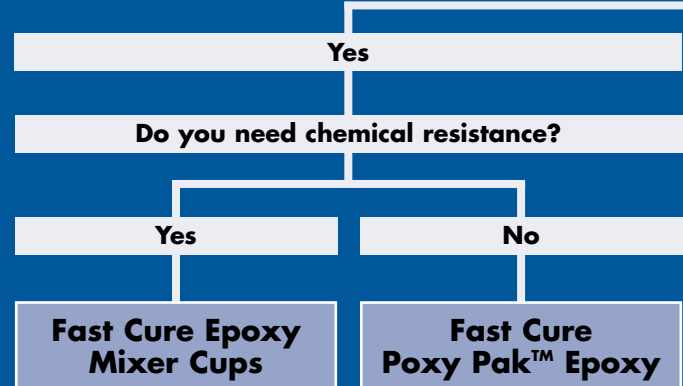 Yes
Do you need chemical resistance?
Yes
No
Fast Cure Epoxy
Mixer Cups
Fast Cure
Poxy Pak™ Epoxy